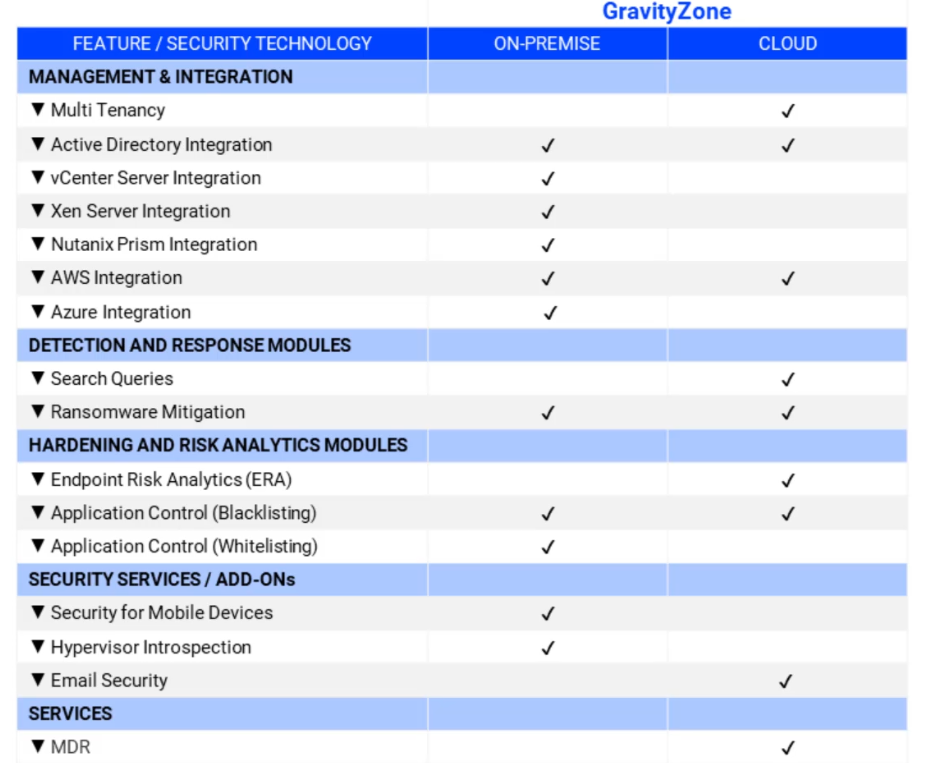 GravityZone
FEATURE / SECURITY TECHNOLOGY ON-PREMISE CLOUD
MANAGEMENT & INTEGRATION
▼ Multi Tenancy ✓
▼ Active Directory Integration ✓ ✓
▼ vCenter Server Integration ✓
▼ Xen Server Integration ✓
▼ Nutanix Prism Integration ✓
▼ AWS Integration ✓ ✓
▼ Azure Integration ✓
DETECTION AND RESPONSE MODULES
▼ Search Queries ✓
▼ Ransomware Mitigation ✓ ✓
HARDENING AND RISK ANALYTICS MODULES
▼ Endpoint Risk Analytics (ERA) ✓
▼ Application Control (Blacklisting) ✓ ✓
▼ Application Control (Whitelisting) ✓
SECURITY SERVICES / ADD-ONs
▼ Security for Mobile Devices ✓
▼ Hypervisor Introspection ✓
▼ Email Security ✓
SERVICES
▼ MDR ✓